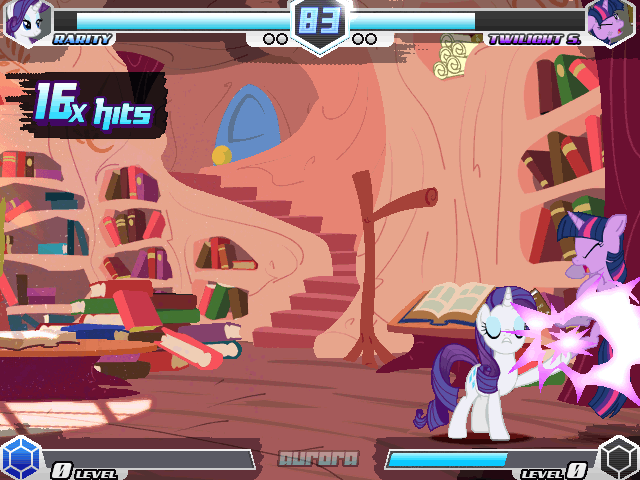 83
RARITY
TWILIGHT S.
16x hits
0 LEVEL
aurora
LEVEL 0